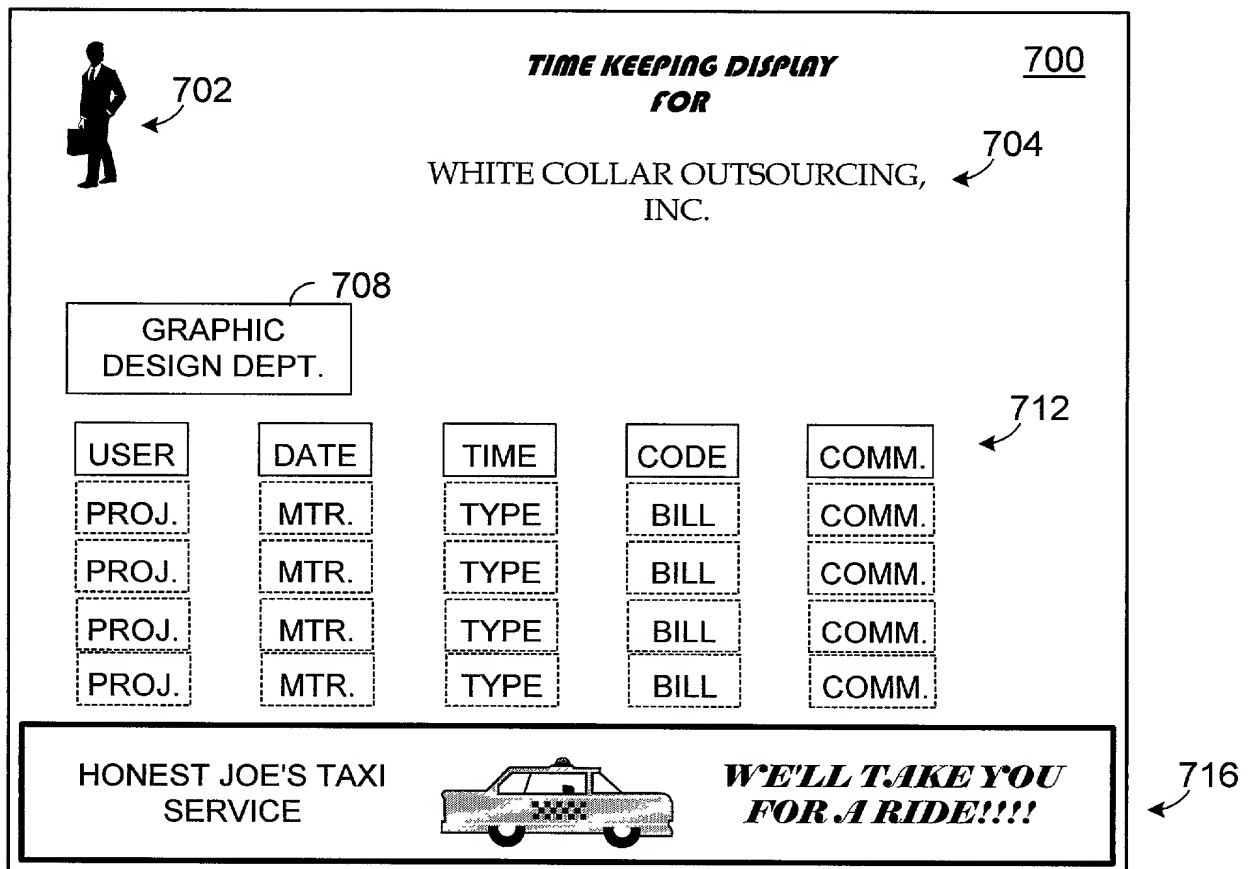 TIME KEEPING DISPLAY
FOR
700
702
704
WHITE COLLAR OUTSOURCING,
INC.
708
GRAPHIC
DESIGN DEPT.
712
USER DATE TIME CODE COMM.
PROJ. MTR. TYPE BILL COMM.
PROJ. MTR. TYPE BILL COMM.
PROJ. MTR. TYPE BILL COMM.
PROJ. MTR. TYPE BILL COMM.
HONEST JOE'S TAXI
SERVICE
WE'LL TAKE YOU
FOR A RIDE!!!!
716